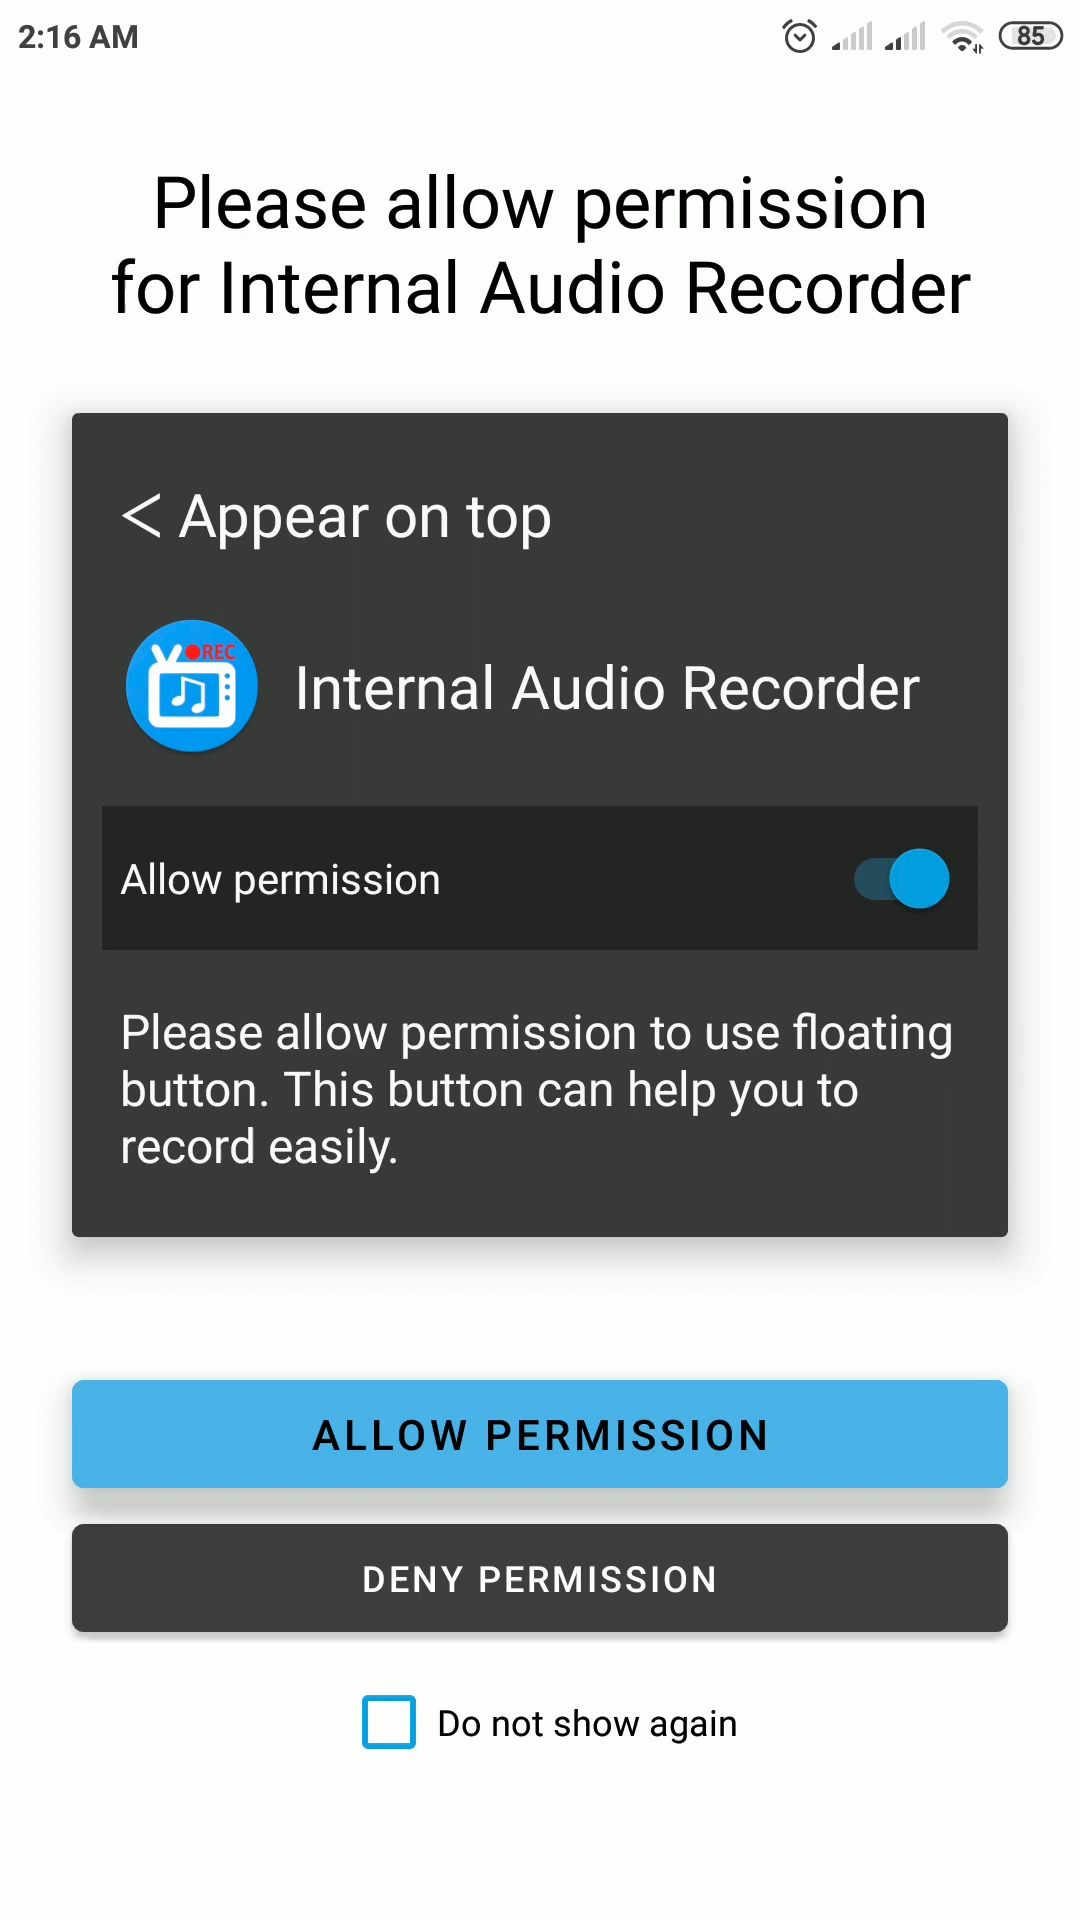 2:16 AM
85
Please allow permission
for Internal Audio Recorder
< Appear on top
REC
Internal Audio Recorder
Allow permission
Please allow permission to use floating
button. This button can help you to
record easily.
ALLOW PERMISSION
DENY PERMISSION
Do not show again